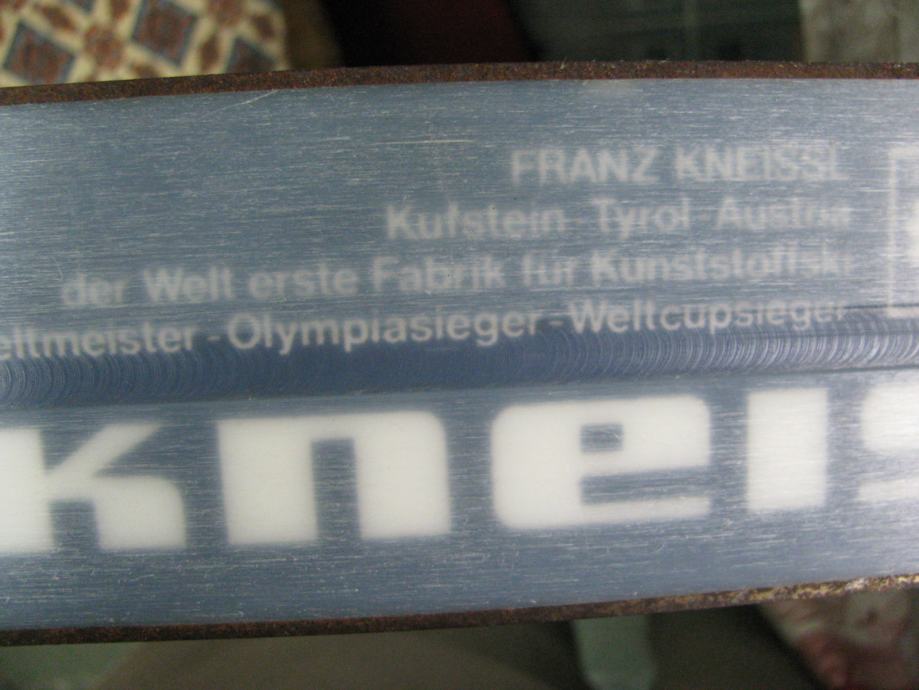 FRANZ KNEISSL
Kufstein Tyrol Austria
der Welt erste Fabrik für Kunststoffski
eltmeister - Olympiasieger - Weltcupsieger
kneis